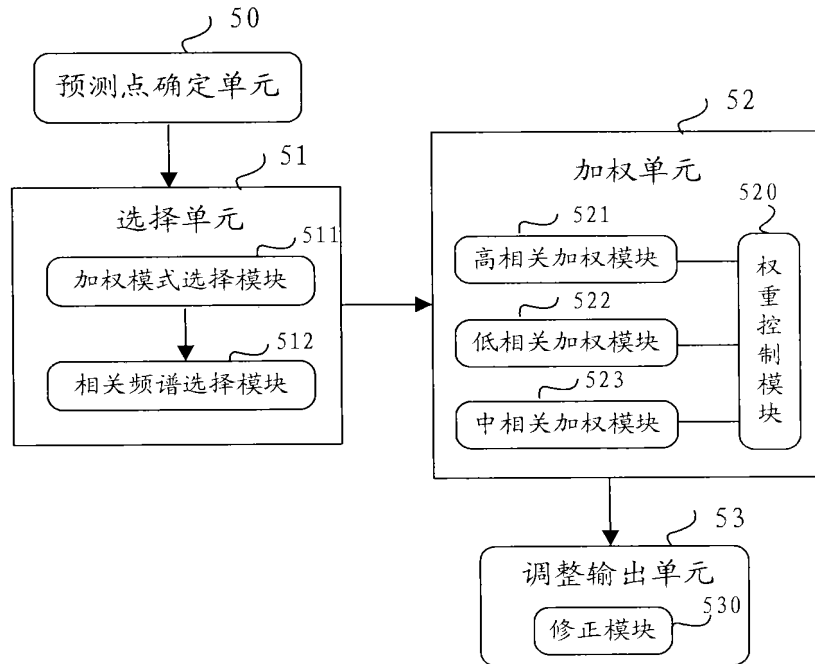 50
预测点确定单元
51
选择单元
511
加权模式选择模块
512
相关频谱选择模块
52
加权单元
520
权重控制模块
521
高相关加权模块
522
低相关加权模块
523
中相关加权模块
53
调整输出单元
530
修正模块